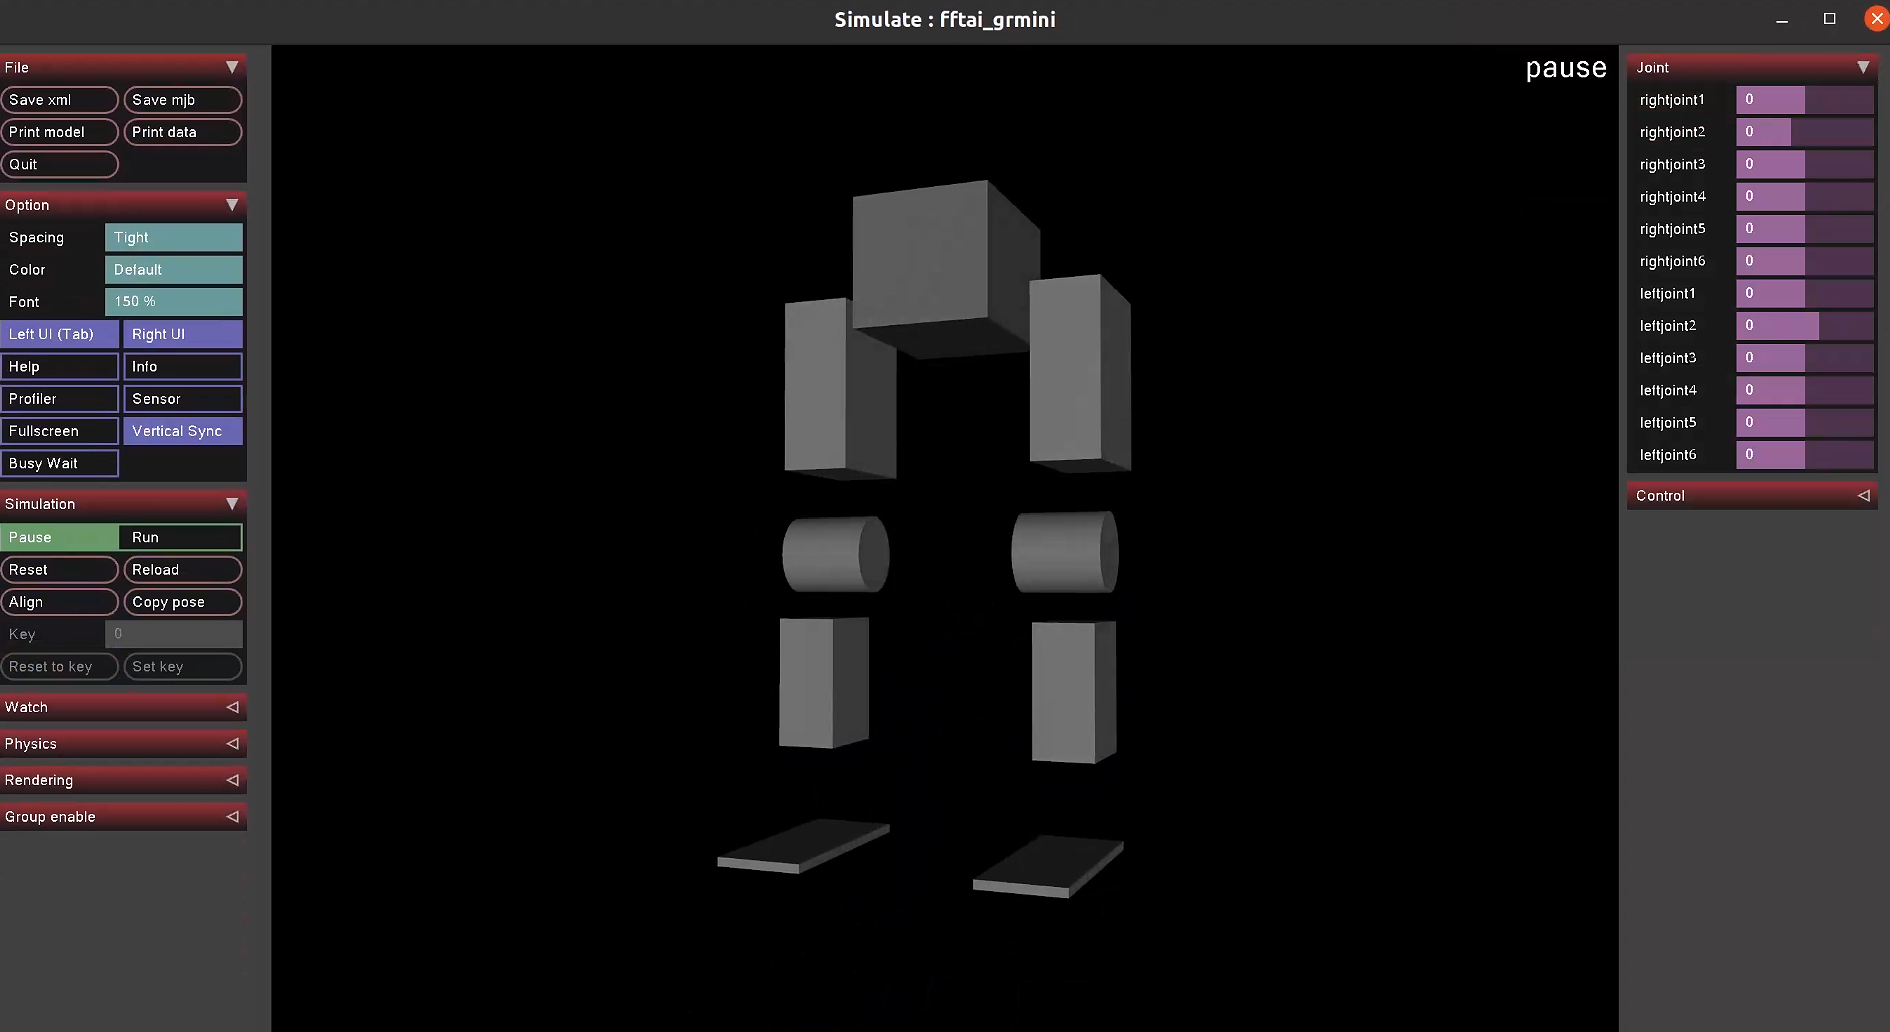 Simulate : fftai_grmini
File
Save xml Save mjb
Print model Print data
Quit
Option
Spacing Tight
Color Default
Font 150 %
Left UI (Tab) Right UI
Help Info
Profiler Sensor
Fullscreen Vertical Sync
Busy Wait
Simulation
Pause Run
Reset Reload
Align Copy pose
Key 0
Reset to key Set key
Watch
Physics
Rendering
Group enable
pause
Joint
rightjoint1 0
rightjoint2 0
rightjoint3 0
rightjoint4 0
rightjoint5 0
rightjoint6 0
leftjoint1 0
leftjoint2 0
leftjoint3 0
leftjoint4 0
leftjoint5 0
leftjoint6 0
Control